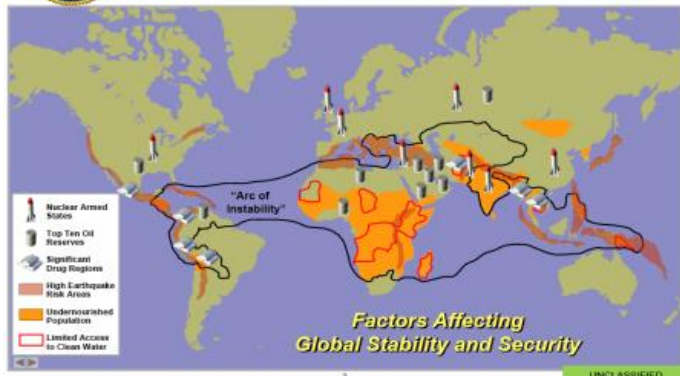 "Arc of
instability"
Nuclear Armed
States
Top Ten Oil
Reserves
Significant
Drug Regions
High Earthquake
Risk Areas
Undernourished
Population
Limited Access
to Clean Water
Factors Affecting
Global Stability and Security
UNCLASSIFIED